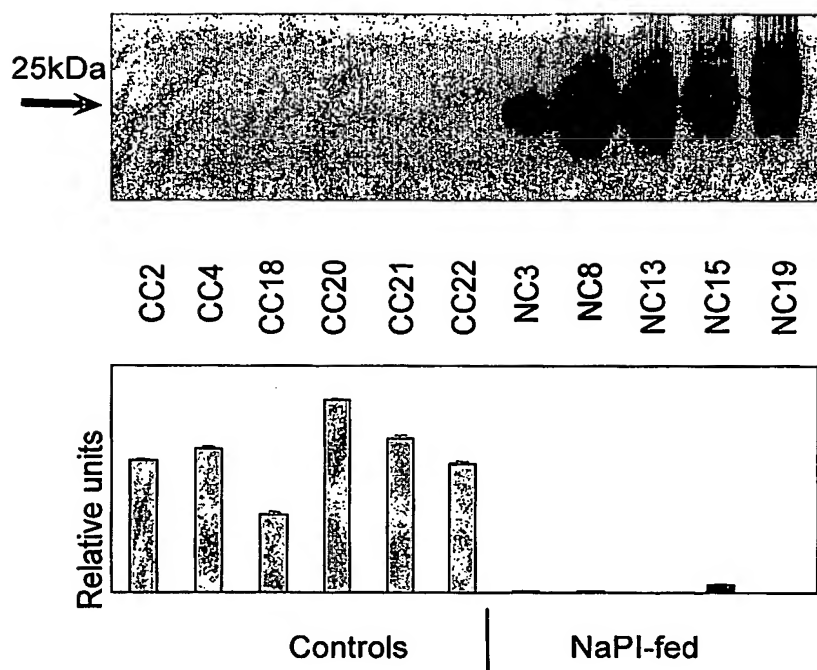 25kDa
CC2
CC4
CC18
CC20
CC21
CC22
NC3
NC8
NC13
NC15
NC19
Relative units
Controls
NaPI-fed